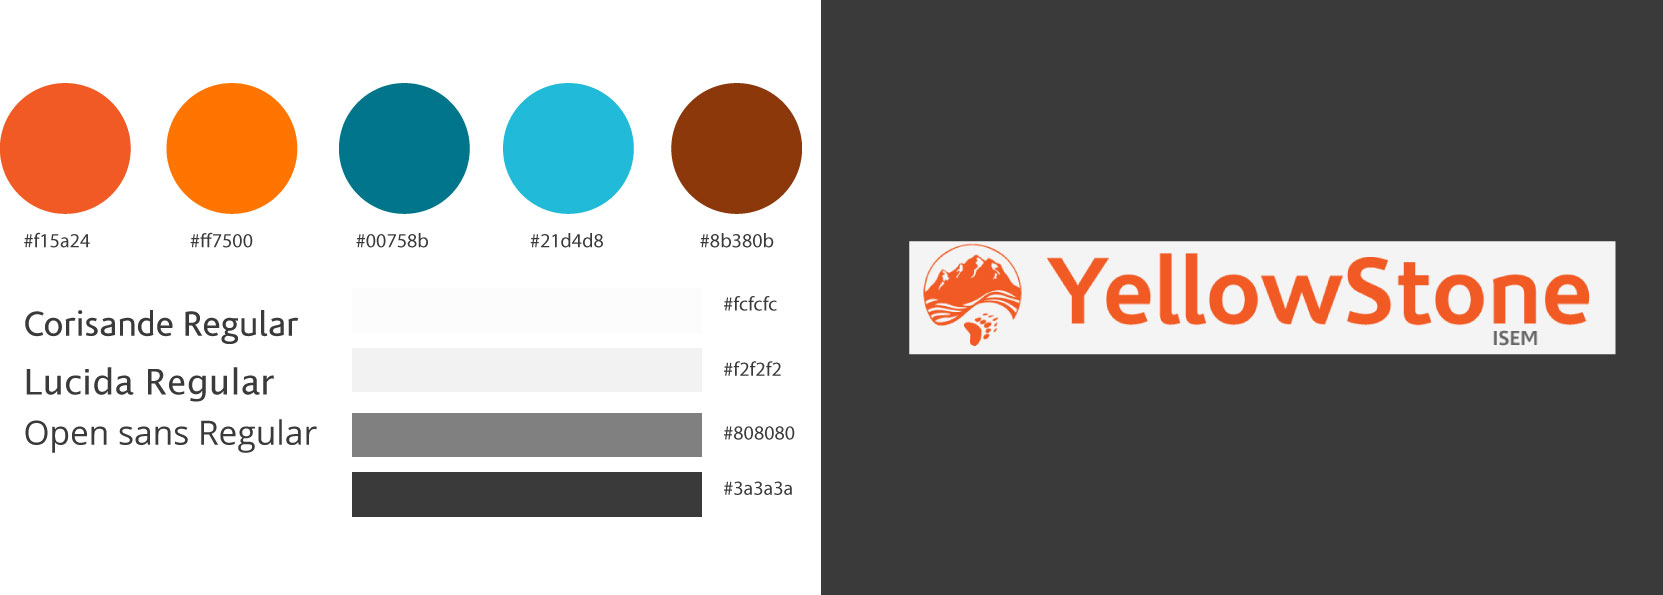 #f15a24
#ff7500
#00758b
#21d4d8
#8b380b
Corisande Regular
Lucida Regular
Open sans Regular
#fcfcfc
#f2f2f2
#808080
#3a3a3a
YellowStone
ISEM